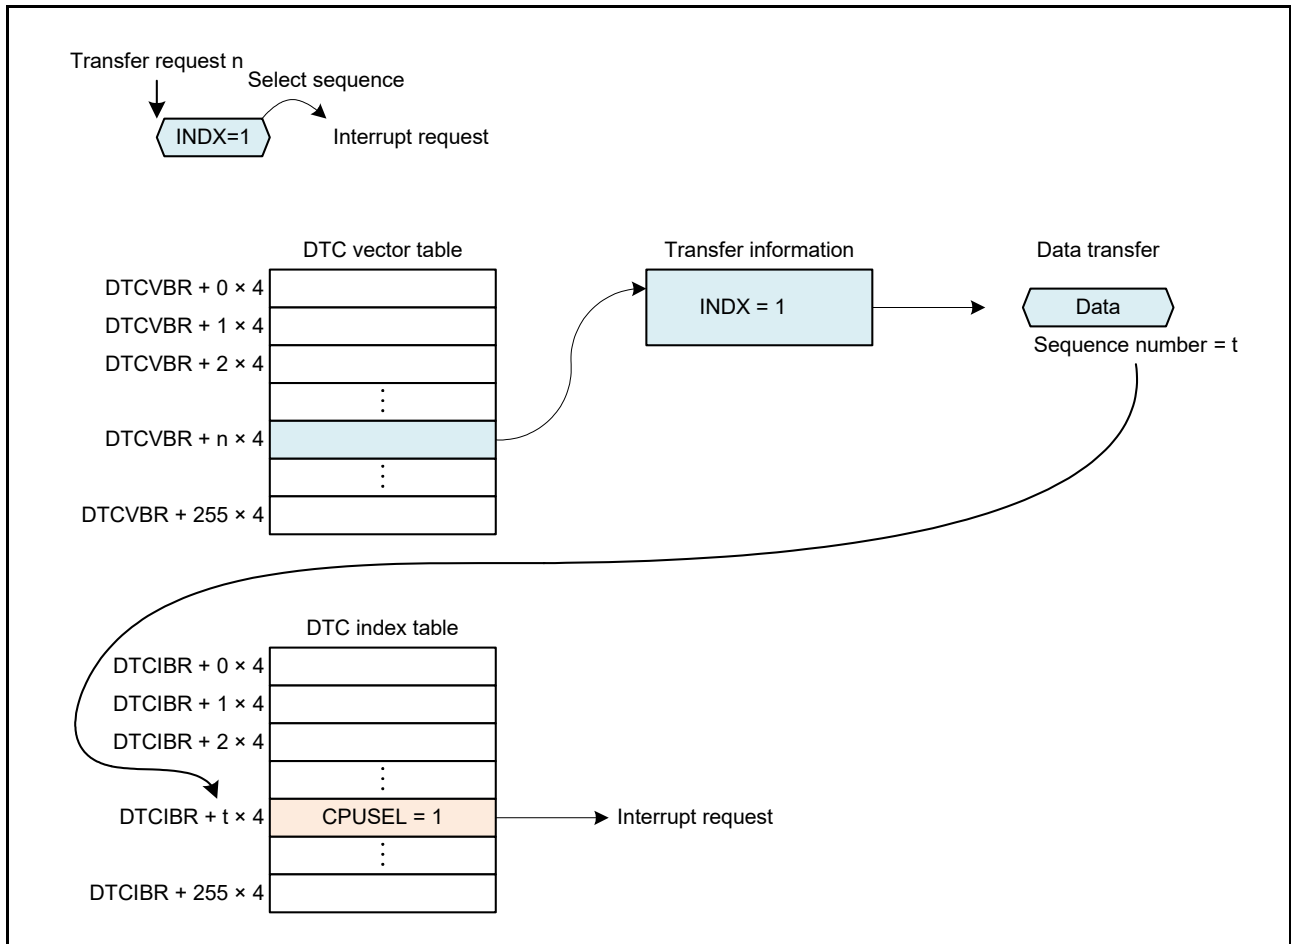 Transfer request n
Select sequence
INDX=1
Interrupt request
DTC vector table
Transfer information
Data transfer
DTCVBR + 0 × 4
INDX = 1
Data
DTCVBR + 1 × 4
Sequence number = t
DTCVBR + 2 × 4
⋮
DTCVBR + n × 4
⋮
DTCVBR + 255 × 4
DTC index table
DTCIBR + 0 × 4
DTCIBR + 1 × 4
DTCIBR + 2 × 4
⋮
DTCIBR + t × 4
CPUSEL = 1
Interrupt request
⋮
DTCIBR + 255 × 4